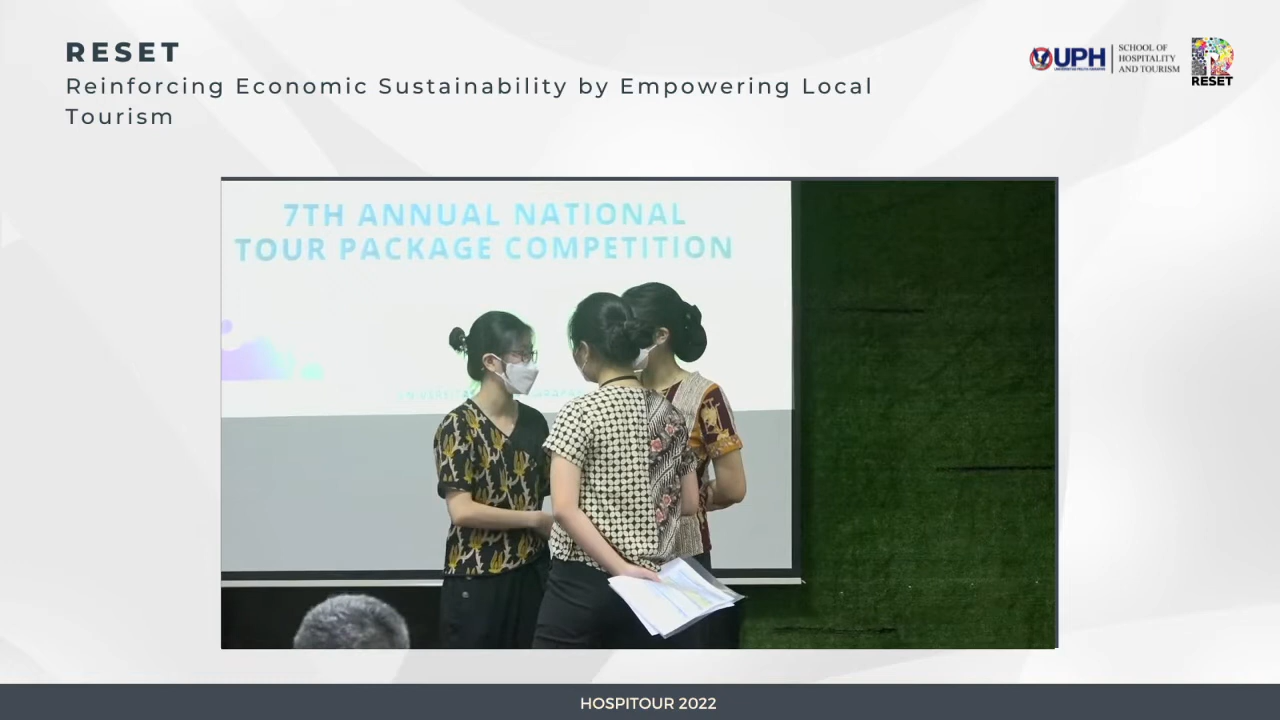 RESET
Reinforcing Economic Sustainability by Empowering Local
Tourism
UPH
SCHOOL OF
HOSPITALITY
AND TOURISM
RESET
7TH ANNUAL NATIONAL
TOUR PACKAGE COMPETITION
HOSPITOUR 2022